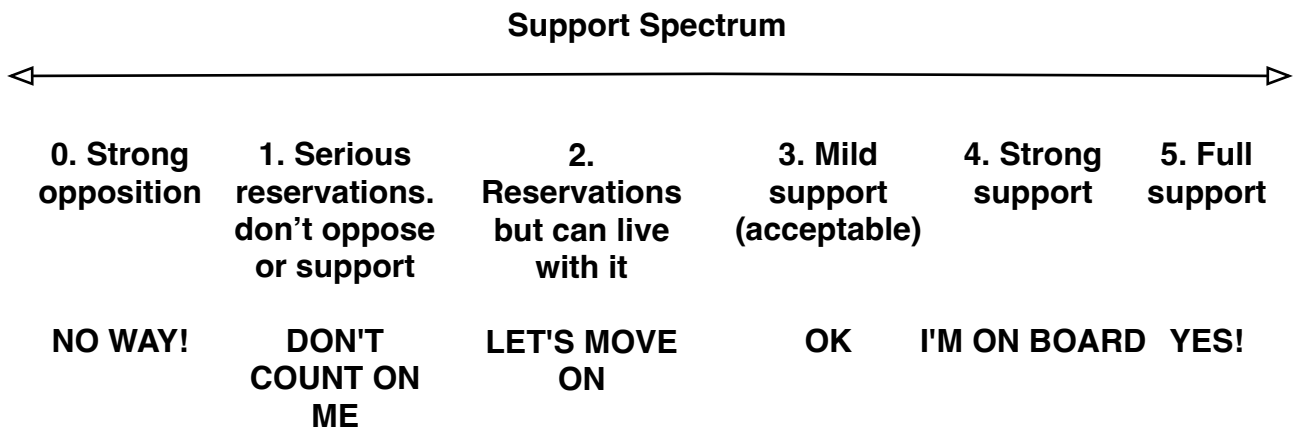 Support Spectrum
0. Strong
opposition
1. Serious
reservations.
don’t oppose
or support
2.
Reservations
but can live
with it
3. Mild
support
(acceptable)
4. Strong
support
5. Full
support
NO WAY!
DON'T
COUNT ON
ME
LET'S MOVE
ON
OK
I'M ON BOARD
YES!